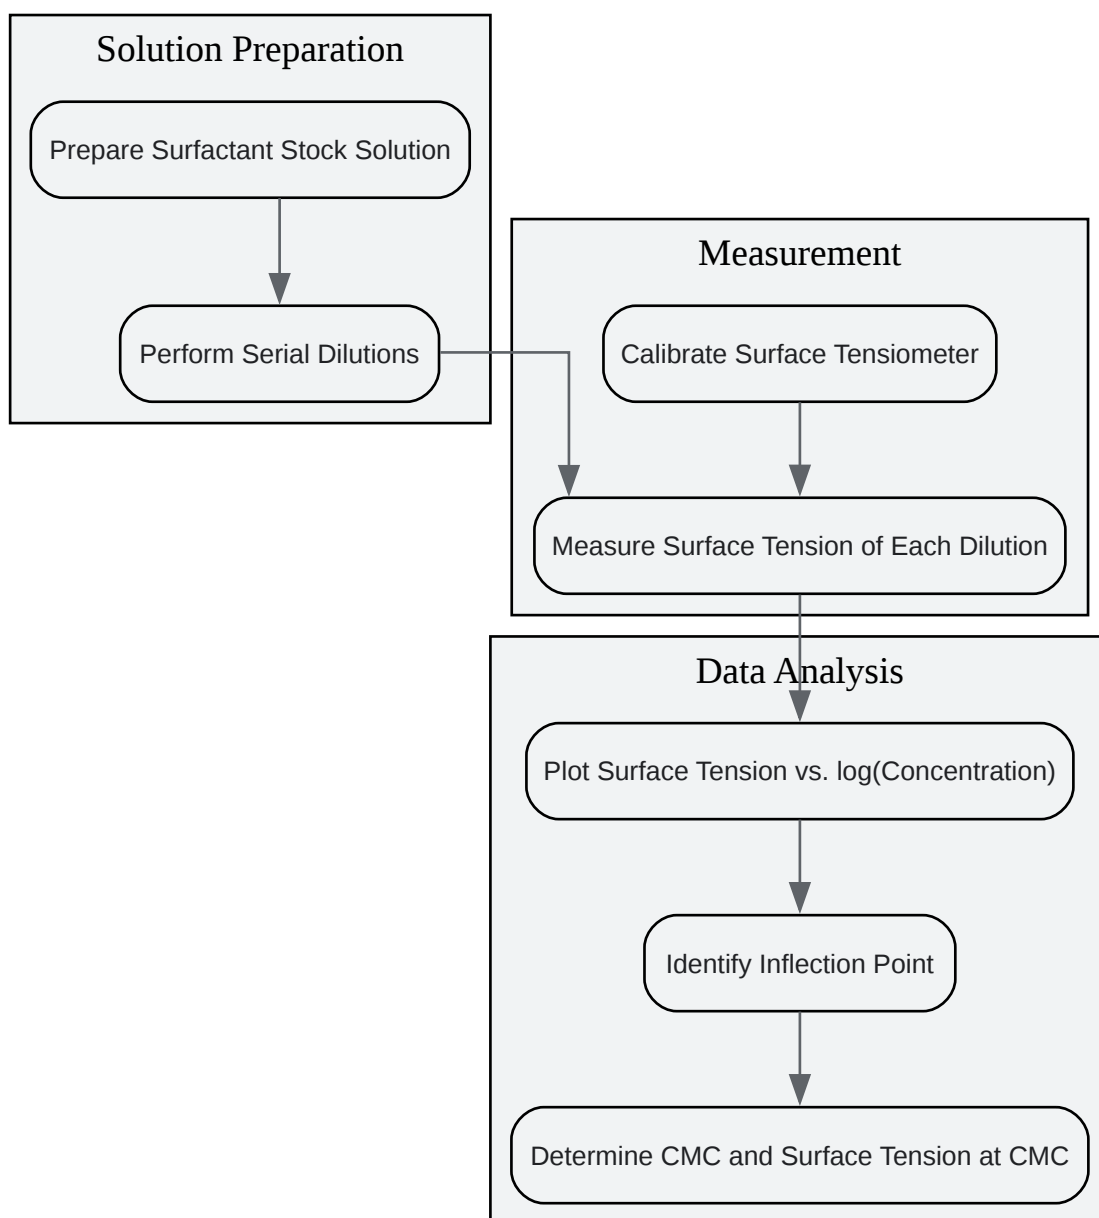 Solution Preparation
Prepare Surfactant Stock Solution
Perform Serial Dilutions
Measurement
Calibrate Surface Tensiometer
Measure Surface Tension of Each Dilution
Data Analysis
Plot Surface Tension vs. log(Concentration)
Identify Inflection Point
Determine CMC and Surface Tension at CMC